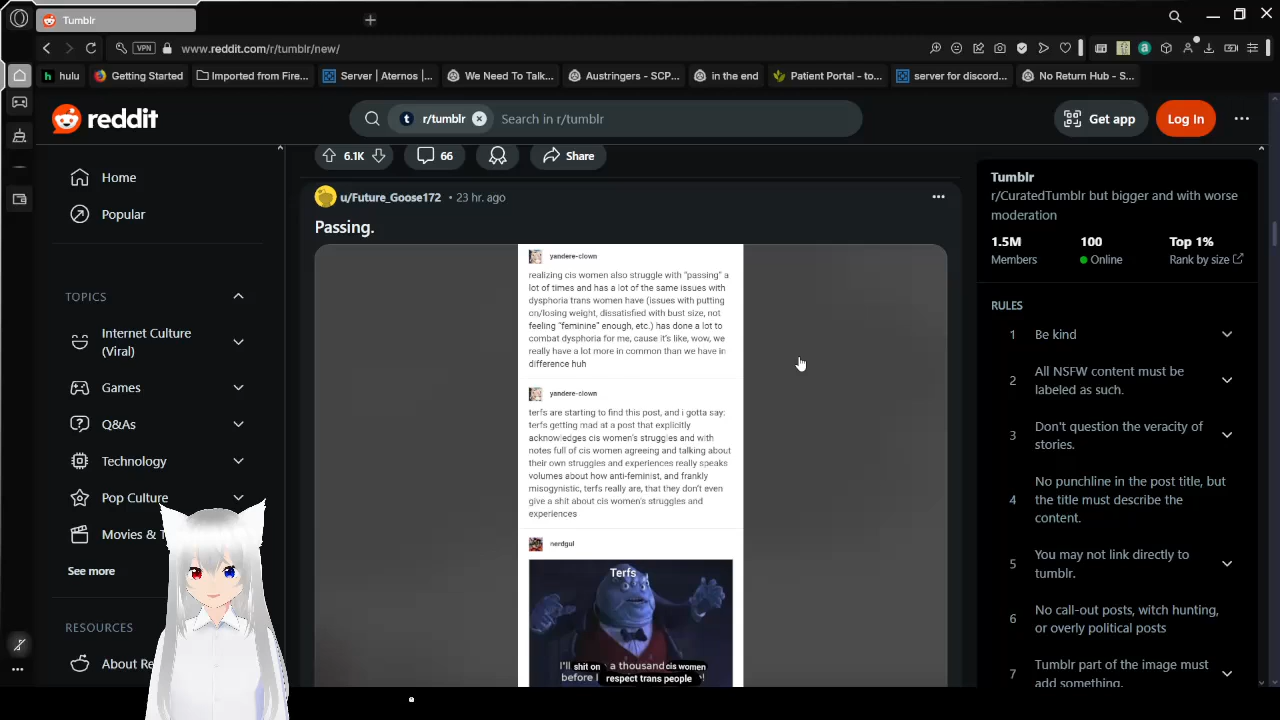 Tumblr
VPN
www.reddit.com/r/tumblr/new/
hulu
Getting Started
Imported from Fire...
Server | Aternos |...
We Need To Talk...
Austringers - SCP...
in the end
Patient Portal - to...
server for discord...
No Return Hub - S...
reddit
r/tumblr
Search in r/tumblr
Get app
Log In
Home
Popular
TOPICS
Internet Culture
(Viral)
Games
Q&As
Technology
Pop Culture
Movies & T
See more
RESOURCES
About Re
6.1K
66
Share
u/Future_Goose172 • 23 hr. ago
Passing.
yandere-clown
realizing cis women also struggle with "passing" a
lot of times and has a lot of the same issues with
dysphoria trans women have (issues with putting
on/losing weight, dissatisfied with bust size, not
feeling "feminine" enough, etc.) has done a lot to
combat dysphoria for me, cause it's like, wow, we
really have a lot more in common than we have in
difference huh
yandere-clown
terfs are starting to find this post, and i gotta say:
terfs getting mad at a post that explicitly
acknowledges cis women's struggles and with
notes full of cis women agreeing and talking about
their own struggles and experiences really speaks
volumes about how anti-feminist, and frankly
misogynistic, terfs really are, that they don't even
give a shit about cis women's struggles and
experiences
nerdgul
Terfs
I'll shit on a thousand cis women
before I respect trans people !
Tumblr
r/CuratedTumblr but bigger and with worse
moderation
1.5M
Members
100
Online
Top 1%
Rank by size
RULES
1 Be kind
2 All NSFW content must be
labeled as such.
3 Don't question the veracity of
stories.
4 No punchline in the post title, but
the title must describe the
content.
5 You may not link directly to
tumblr.
6 No call-out posts, witch hunting,
or overly political posts
7 Tumblr part of the image must
add something.